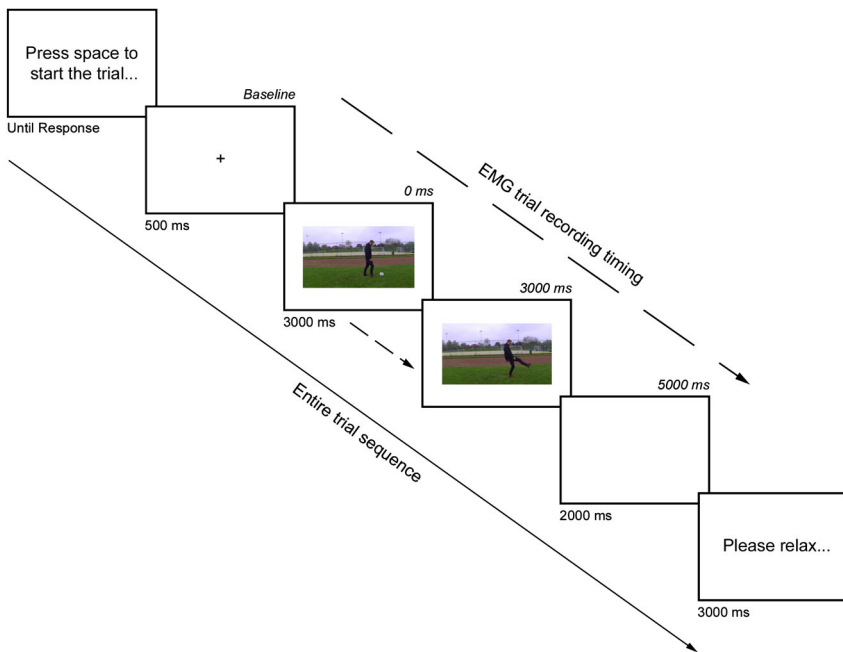 Press space to
start the trial...
Until Response
Baseline
+
500 ms
0 ms
3000 ms
EMG trial recording timing
3000 ms
5000 ms
2000 ms
Please relax...
3000 ms
Entire trial sequence